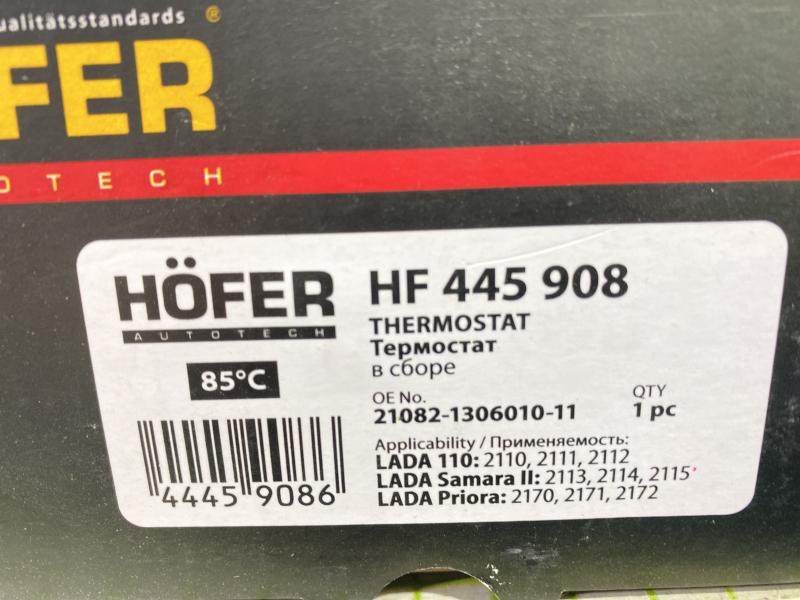 ualitätsstandards ®
FER
OTECH
HÖFER
AUTOTECH
85°C
4445 9086
HF 445 908
THERMOSTAT
Термостат
в сборе
OE No.
21082-1306010-11
QTY
1 pc
Applicability / Применяемость:
LADA 110: 2110, 2111, 2112
LADA Samara II: 2113, 2114, 2115
LADA Priora: 2170, 2171, 2172